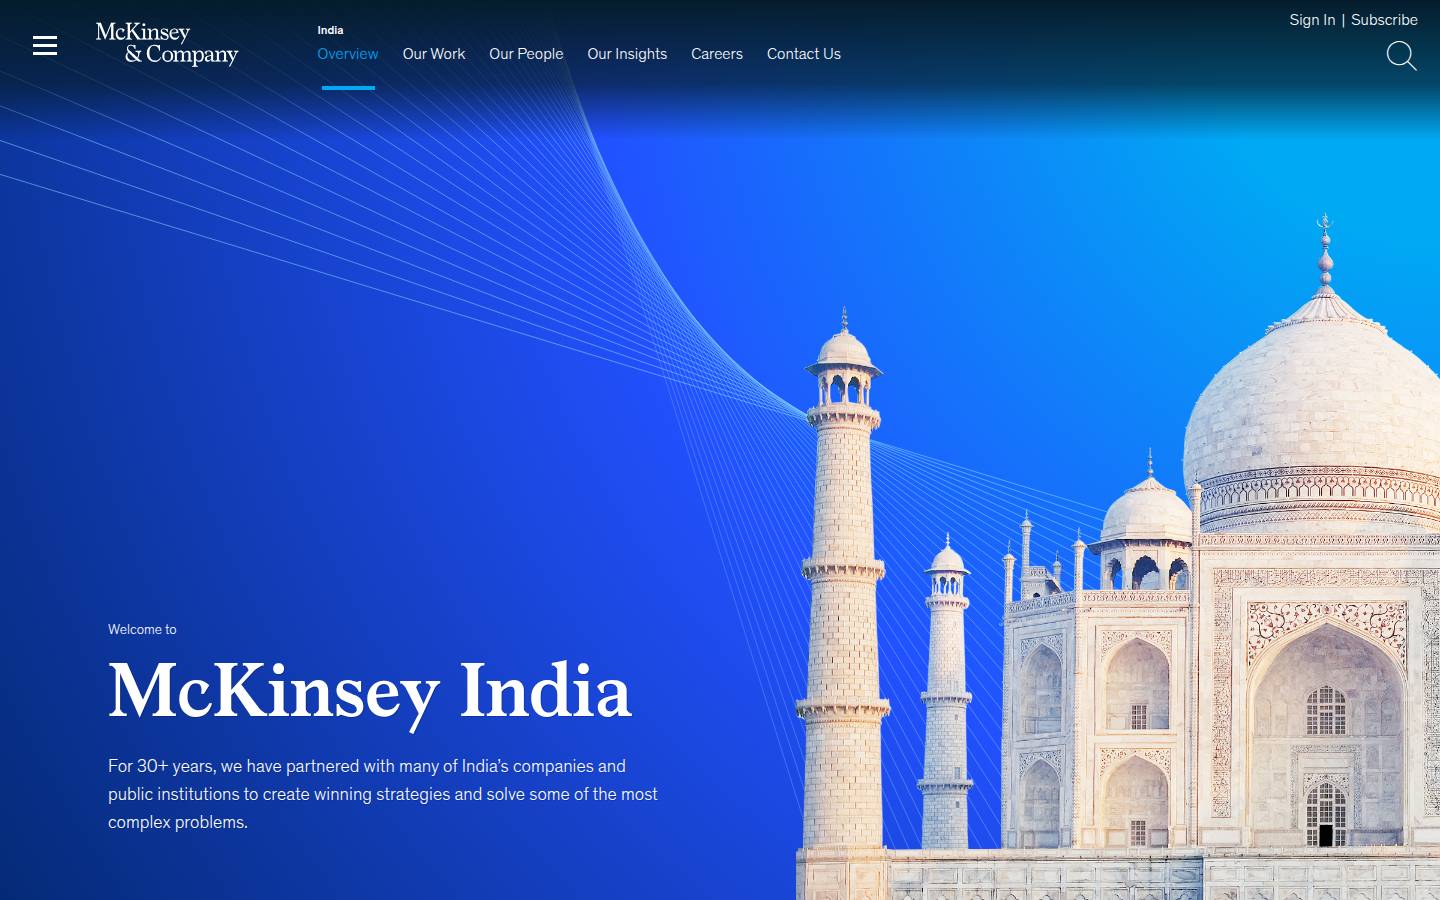 McKinsey
& Company
India
Overview
Our Work
Our People
Our Insights
Careers
Contact Us
Sign In | Subscribe
Welcome to
McKinsey India
For 30+ years, we have partnered with many of India’s companies and
public institutions to create winning strategies and solve some of the most
complex problems.